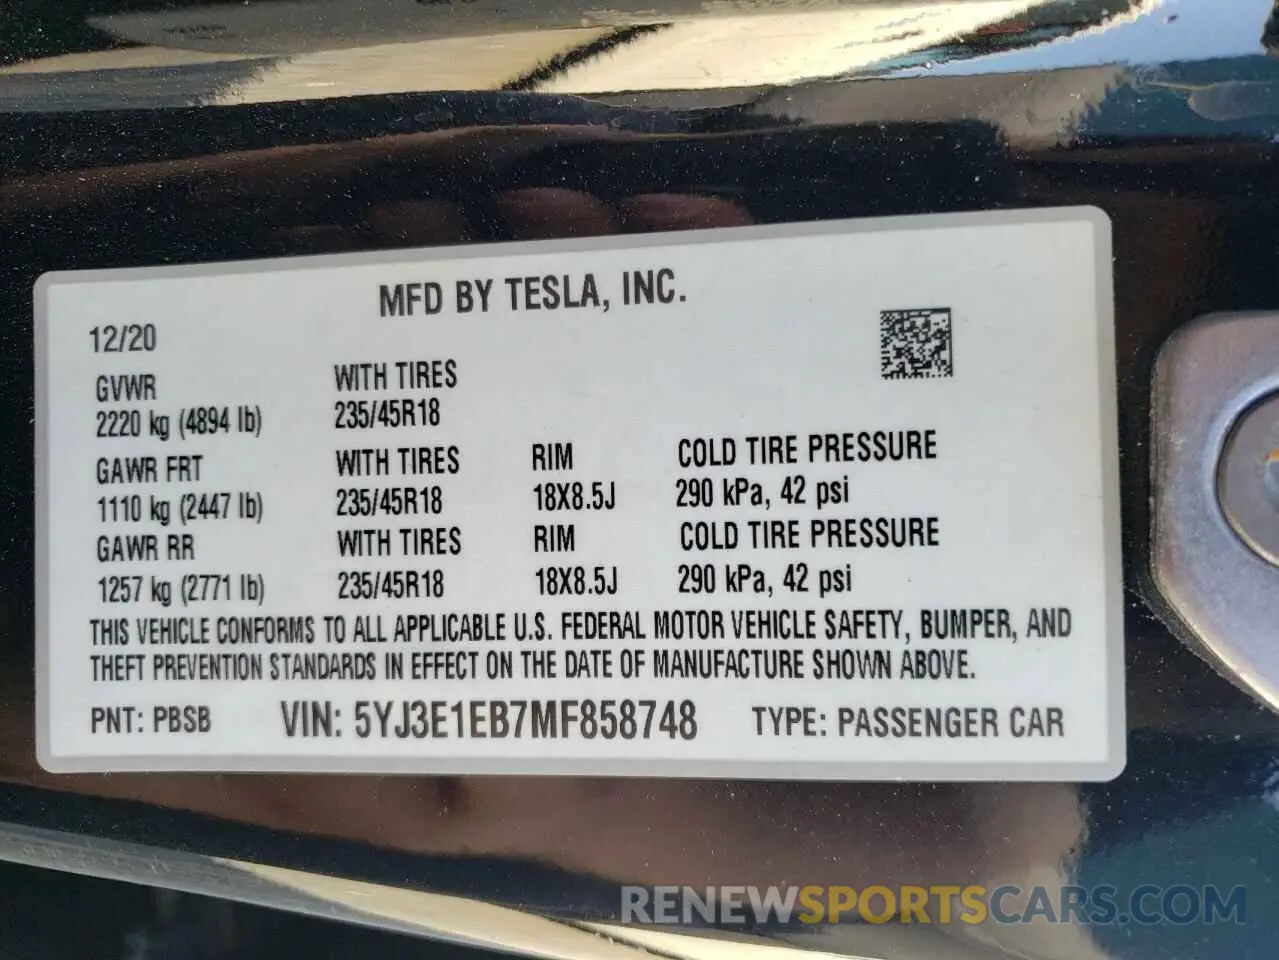 MFD BY TESLA, INC.
12/20
GVWR WITH TIRES
2220 kg (4894 lb) 235/45R18
GAWR FRT WITH TIRES RIM COLD TIRE PRESSURE
1110 kg (2447 lb) 235/45R18 18X8.5J 290 kPa, 42 psi
GAWR RR WITH TIRES RIM COLD TIRE PRESSURE
1257 kg (2771 lb) 235/45R18 18X8.5J 290 kPa, 42 psi
THIS VEHICLE CONFORMS TO ALL APPLICABLE U.S. FEDERAL MOTOR VEHICLE SAFETY, BUMPER, AND
THEFT PREVENTION STANDARDS IN EFFECT ON THE DATE OF MANUFACTURE SHOWN ABOVE.
PNT: PBSB VIN: 5YJ3E1EB7MF858748 TYPE: PASSENGER CAR
RENEWSPORTSCARS.COM